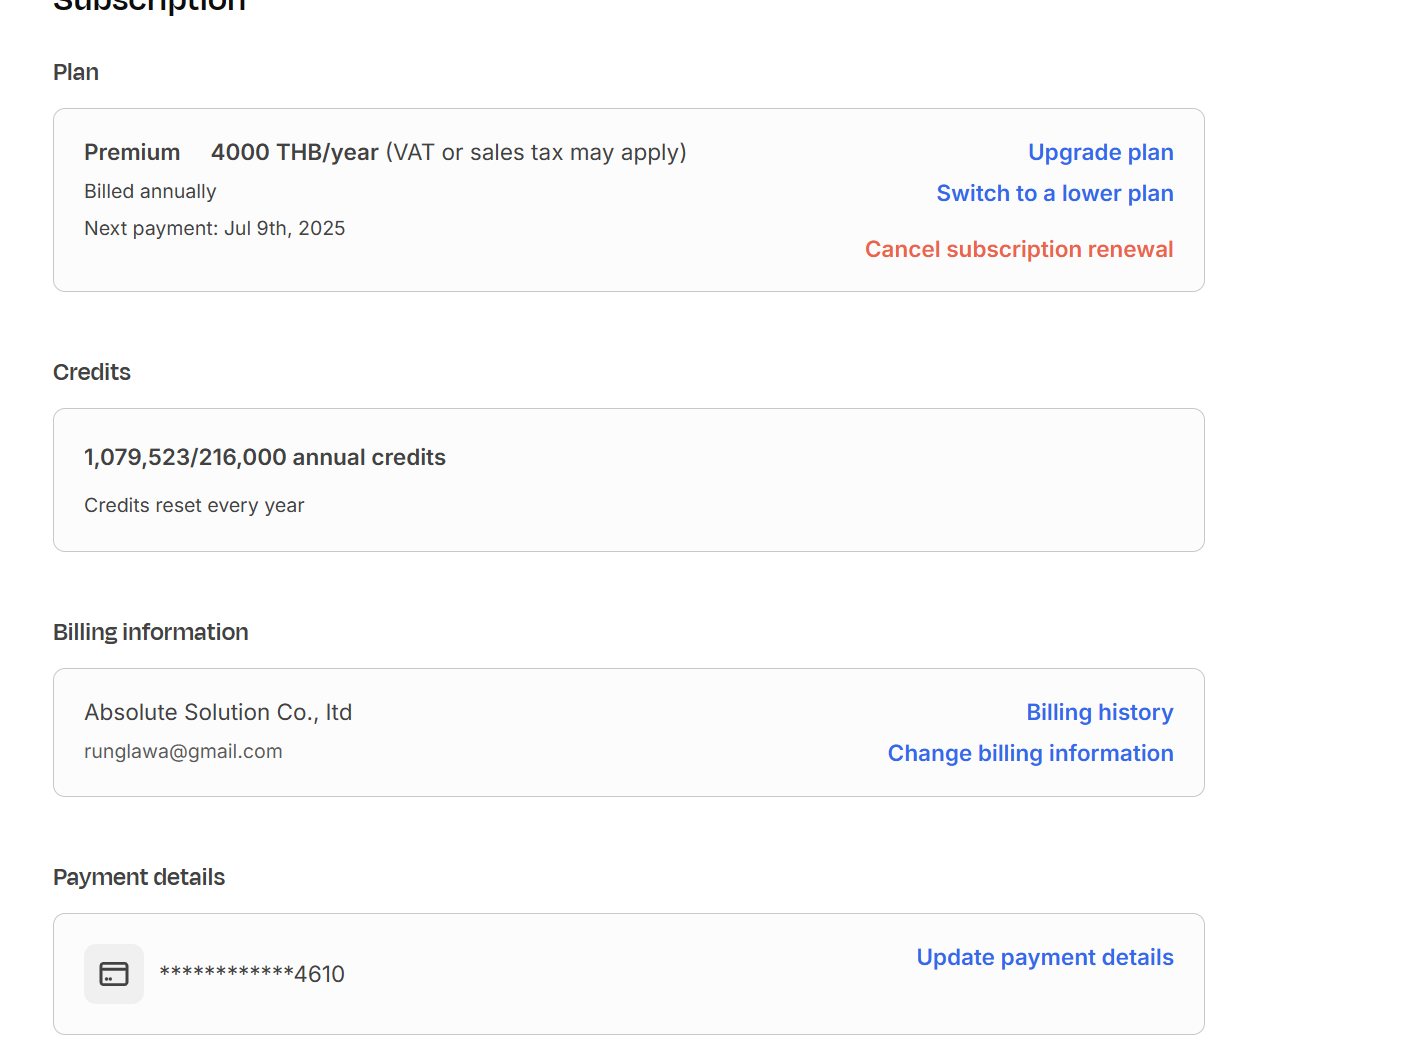 Subscription
Plan
Premium 4000 THB/year (VAT or sales tax may apply)
Upgrade plan
Billed annually
Switch to a lower plan
Next payment: Jul 9th, 2025
Cancel subscription renewal
Credits
1,079,523/216,000 annual credits
Credits reset every year
Billing information
Absolute Solution Co., ltd
Billing history
runglawa@gmail.com
Change billing information
Payment details
Update payment details
************4610